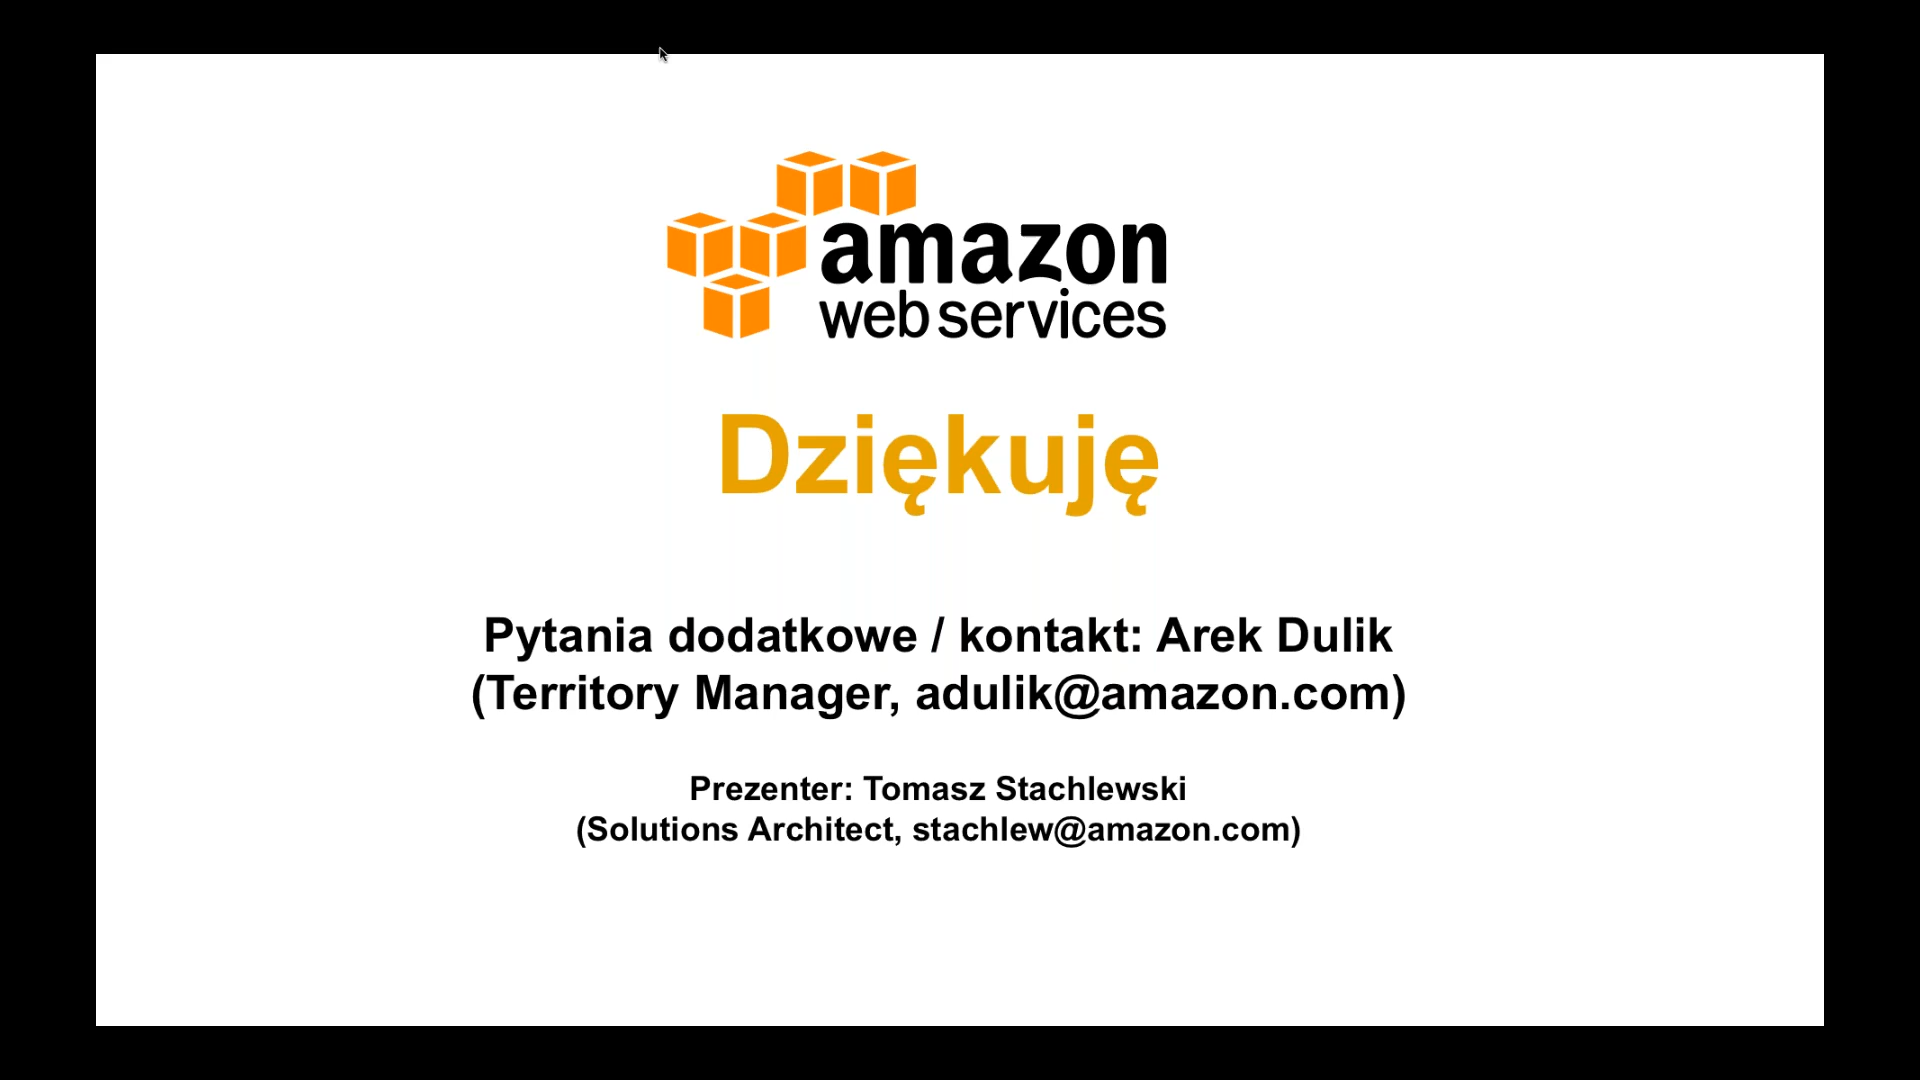 amazon
web services
Dziękuję
Pytania dodatkowe / kontakt: Arek Dulik
(Territory Manager, adulik@amazon.com)
Prezenter: Tomasz Stachlewski
(Solutions Architect, stachlew@amazon.com)